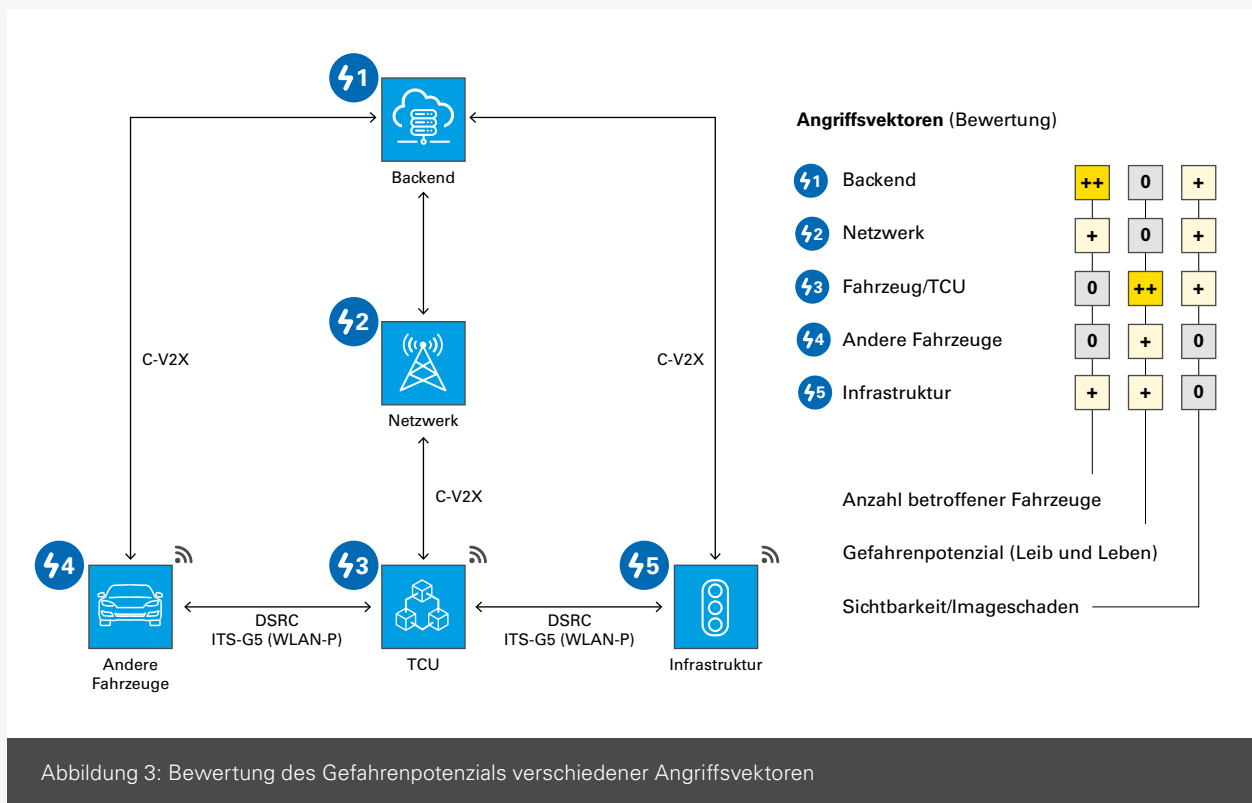 1
Backend
C-V2X
C-V2X
2
Netzwerk
C-V2X
4
3
5
DSRC
ITS-G5 (WLAN-P)
DSRC
ITS-G5 (WLAN-P)
Andere
Fahrzeuge
TCU
Infrastruktur
Angriffsvektoren (Bewertung)
1 Backend ++ 0 +
2 Netzwerk + 0 +
3 Fahrzeug/TCU 0 ++ +
4 Andere Fahrzeuge 0 + 0
5 Infrastruktur + + 0
Anzahl betroffener Fahrzeuge
Gefahrenpotenzial (Leib und Leben)
Sichtbarkeit/Imageschaden
Abbildung 3: Bewertung des Gefahrenpotenzials verschiedener Angriffsvektoren